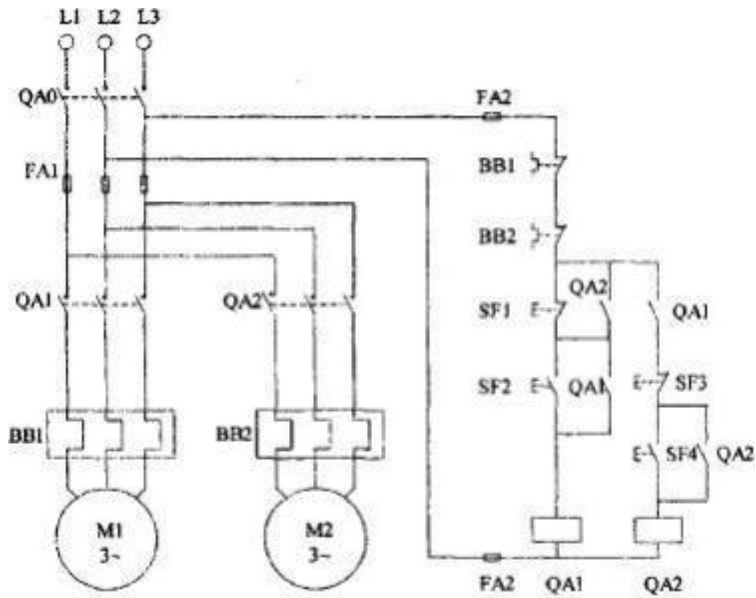 L1 L2 L3
QA0
FA2
BB1
FA1
BB2
QA2
QA1
QA2
SF1
QA1
SF2
QA1
SF3
BB1
BB2
SF4
QA2
M1
3~
M2
3~
FA2
QA1
QA2